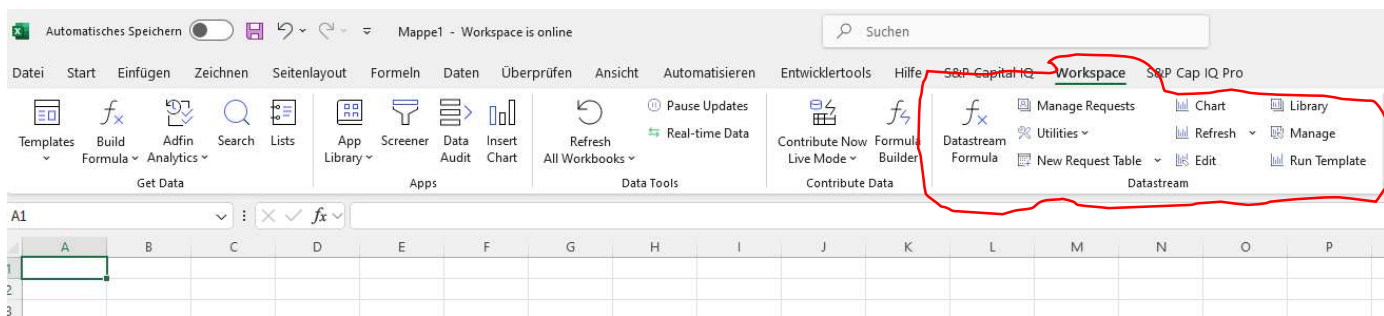 Automatisches Speichern Mappe1 - Workspace is online Suchen
Datei Start Einfügen Zeichnen Seitenlayout Formeln Daten Überprüfen Ansicht Automatisieren Entwicklertools Hilfe S&P Capital IQ Workspace S&P Cap IQ Pro
Templates
Build Formula
Adfin Analytics
Search
Lists
Get Data
App Library
Screener
Data Audit
Insert Chart
Apps
Refresh All Workbooks
Pause Updates
Real-time Data
Data Tools
Contribute Now Live Mode
Formula Builder
Contribute Data
Datastream Formula
Manage Requests
Utilities
New Request Table
Chart
Refresh
Edit
Library
Manage
Run Template
Datastream
A1 fx
A B C D E F G H I J K L M N O P
1
2
3